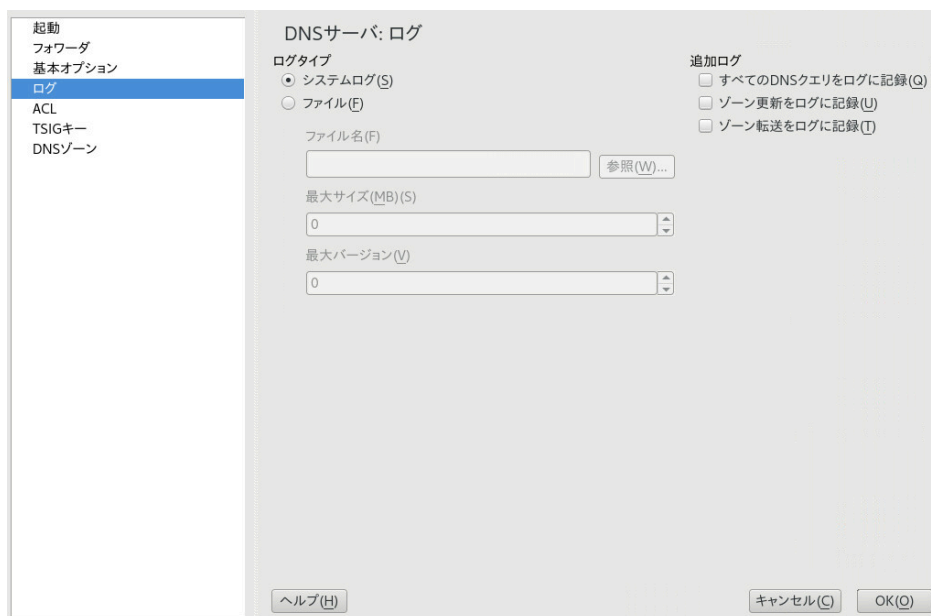 起動
フォワーダ
基本オプション
ログ
ACL
TSIGキー
DNSゾーン
DNSサーバ: ログ
ログタイプ
システムログ(S)
ファイル(F)
ファイル名(F)
参照(W)...
最大サイズ(MB)(S)
0
最大バージョン(V)
0
追加ログ
すべてのDNSクエリをログに記録(Q)
ゾーン更新をログに記録(U)
ゾーン転送をログに記録(T)
ヘルプ(H)
キャンセル(C)
OK(O)